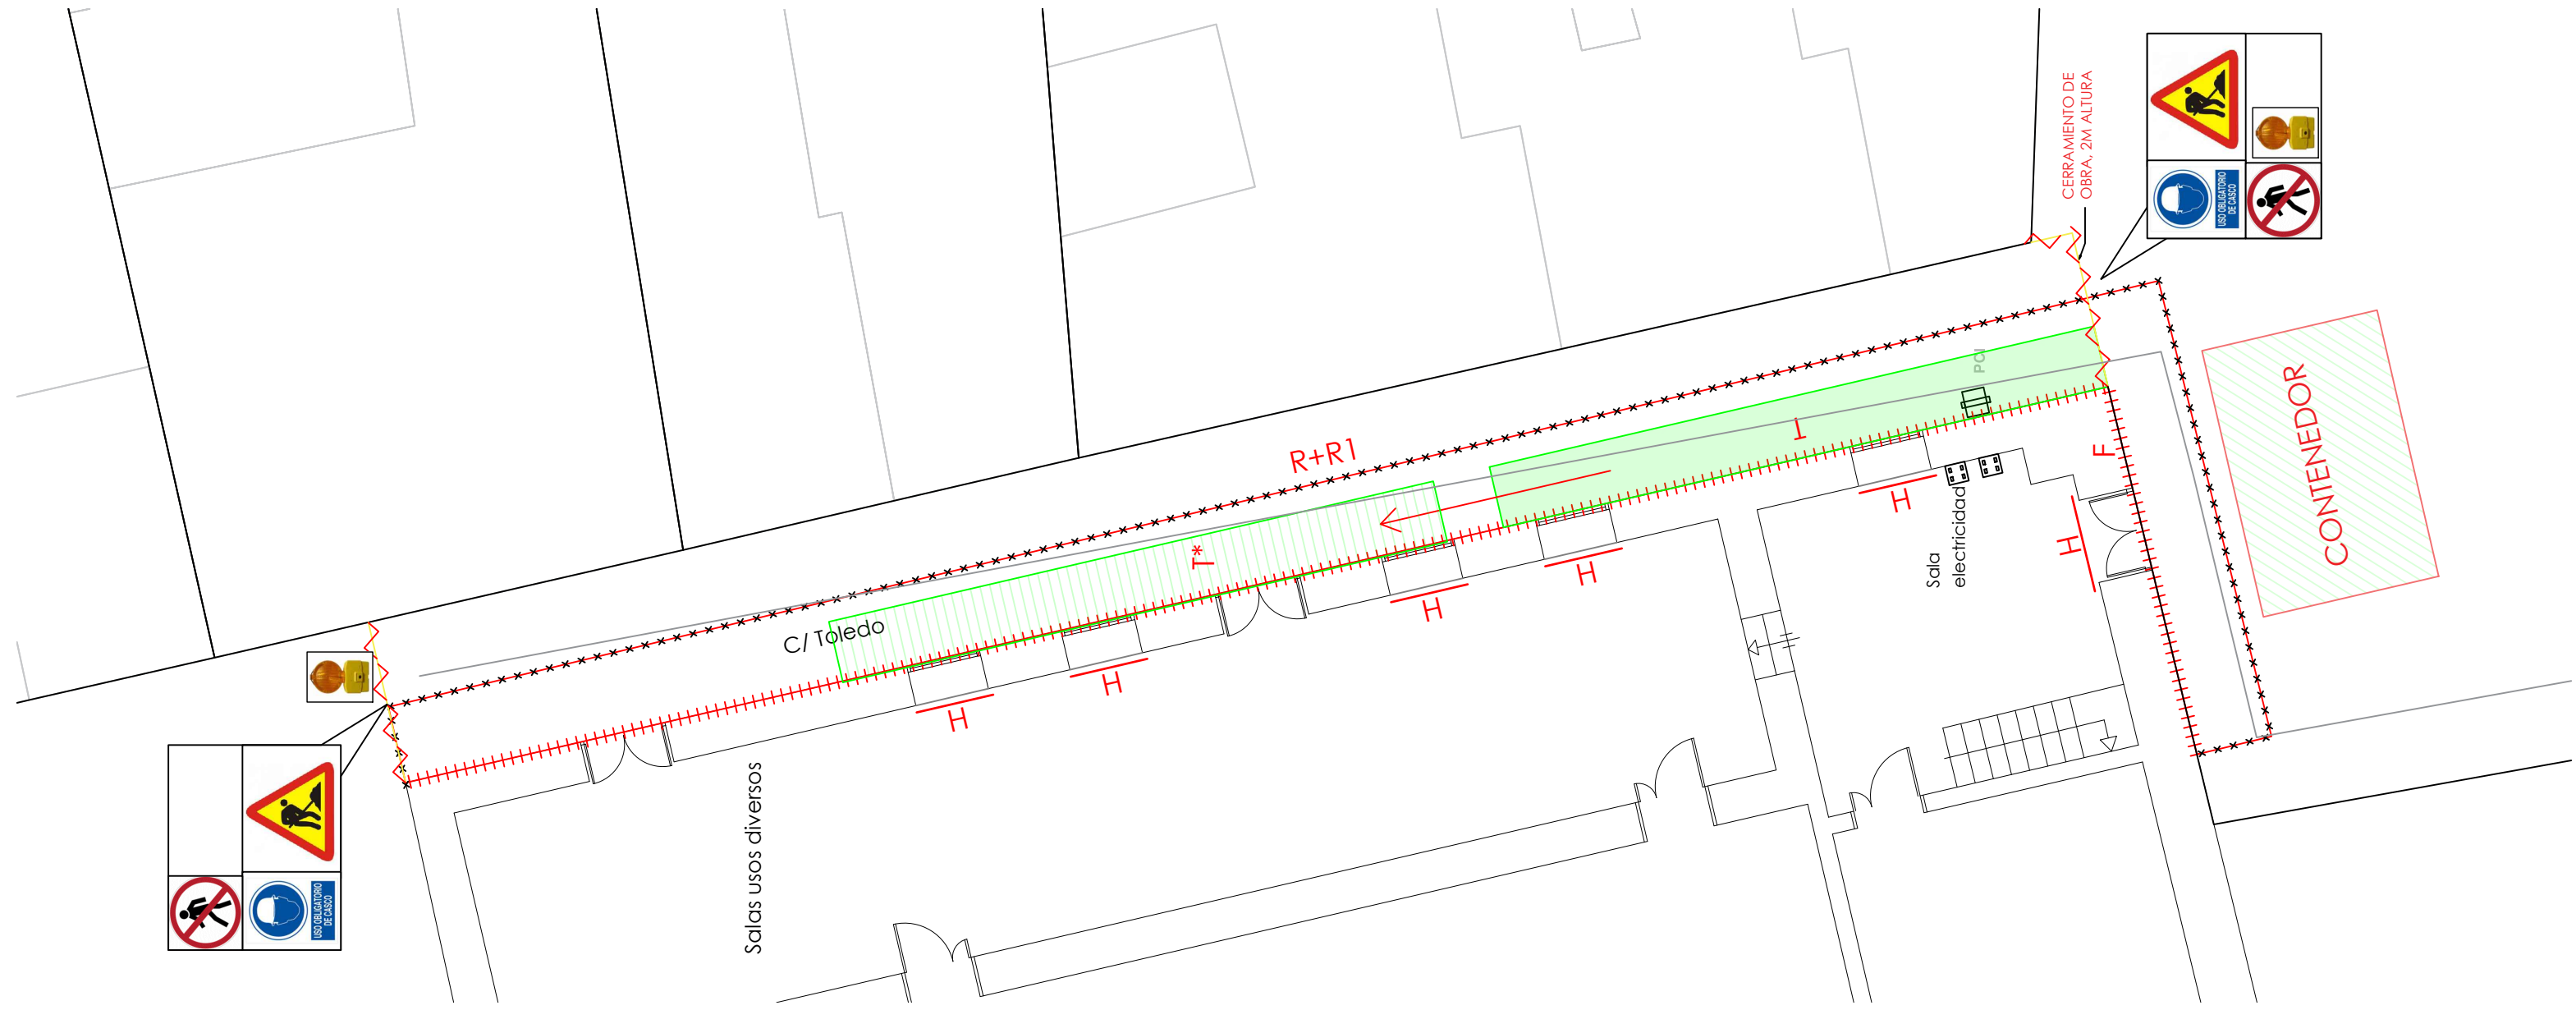 CERRAMIENTO DE
OBRA, 2M ALTURA
USO OBLIGATORIO
DE CASCO
R+R1
PCI
T
F
CONTENEDOR
T*
H
H
H
H
H
H
Sala
electricidad
C/ Toledo
Salas usos diversos
USO OBLIGATORIO
DE CASCO